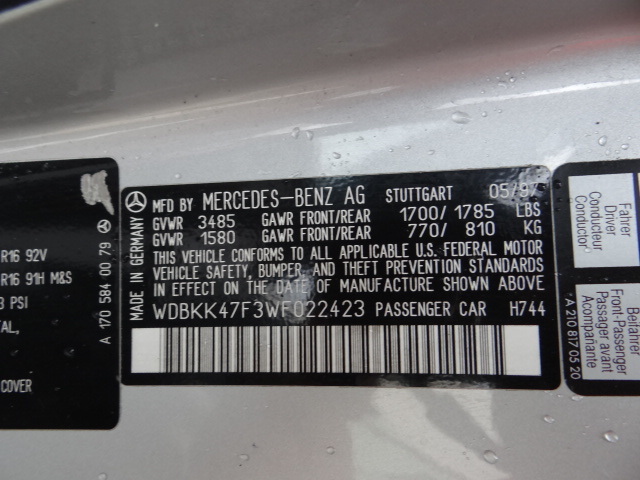 MFD BY MERCEDES-BENZ AG STUTTGART 05/97
GVWR 3485 GAWR FRONT/REAR 1700/ 1785 LBS
GVWR 1580 GAWR FRONT/REAR 770/ 810 KG
THIS VEHICLE CONFORMS TO ALL APPLICABLE U.S. FEDERAL MOTOR
VEHICLE SAFETY, BUMPER, AND THEFT PREVENTION STANDARDS
IN EFFECT ON THE DATE OF MANUFACTURE SHOWN ABOVE.
WDBKK47F3WF022423 PASSENGER CAR H744
MADE IN GERMANY
A 170 584 00 79
R16 92V
R16 91H M&S
3 PSI
COVER
Fahrer
Driver
Conducteur
Conductor
Beifahrer
Front-Passenger
Passager avant
Acompañante
A 210 817 05 20